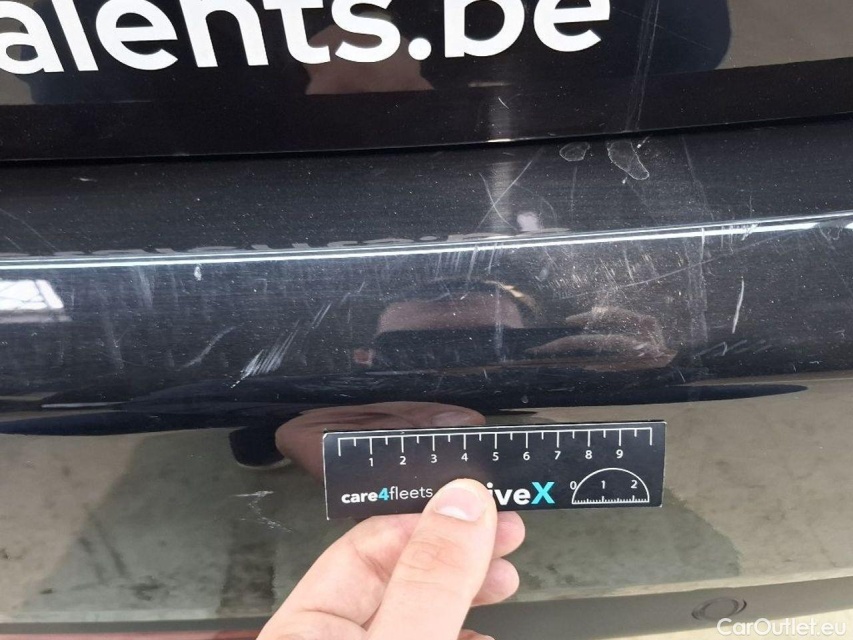 alents.be
1 2 3 4 5 6 7 8 9
care4fleets iveX 0 1 2
CarOutlet.eu